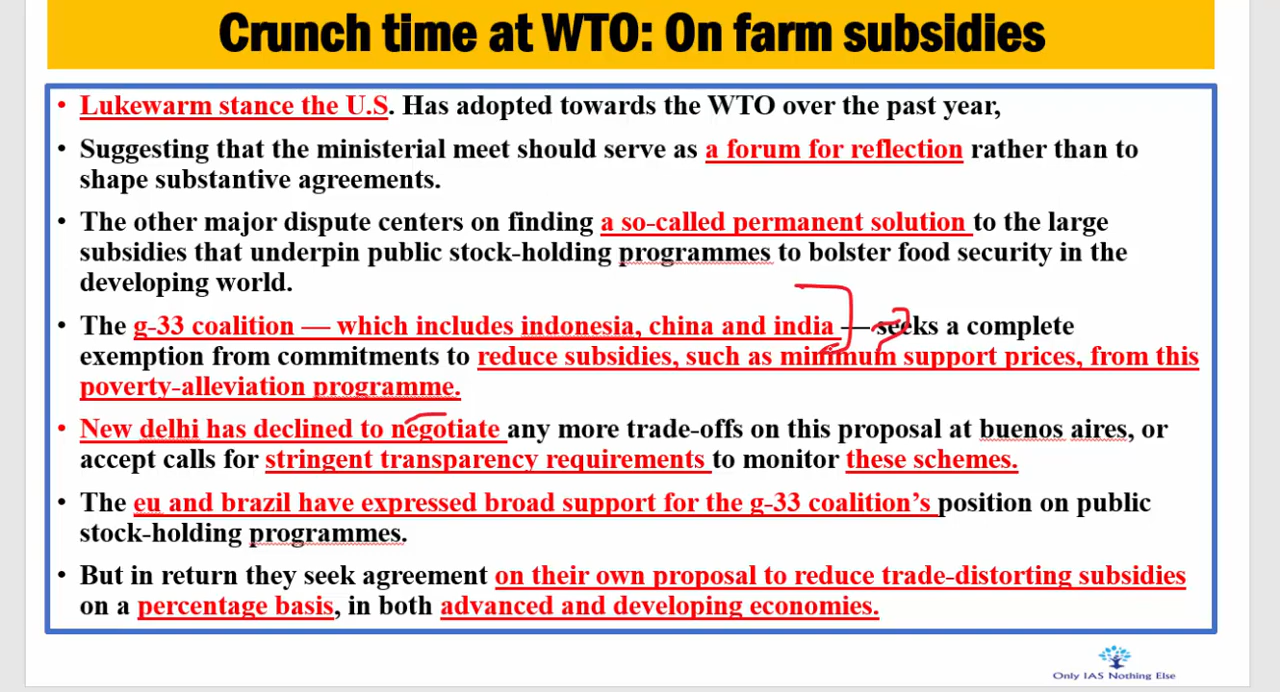 Crunch time at WTO: On farm subsidies
• Lukewarm stance the U.S. Has adopted towards the WTO over the past year,
• Suggesting that the ministerial meet should serve as a forum for reflection rather than to
shape substantive agreements.
• The other major dispute centers on finding a so-called permanent solution to the large
subsidies that underpin public stock-holding programmes to bolster food security in the
developing world.
• The g-33 coalition — which includes indonesia, china and india — seeks a complete
exemption from commitments to reduce subsidies, such as minimum support prices, from this
poverty-alleviation programme.
• New delhi has declined to negotiate any more trade-offs on this proposal at buenos aires, or
accept calls for stringent transparency requirements to monitor these schemes.
• The eu and brazil have expressed broad support for the g-33 coalition’s position on public
stock-holding programmes.
• But in return they seek agreement on their own proposal to reduce trade-distorting subsidies
on a percentage basis, in both advanced and developing economies.
Only IAS Nothing Else